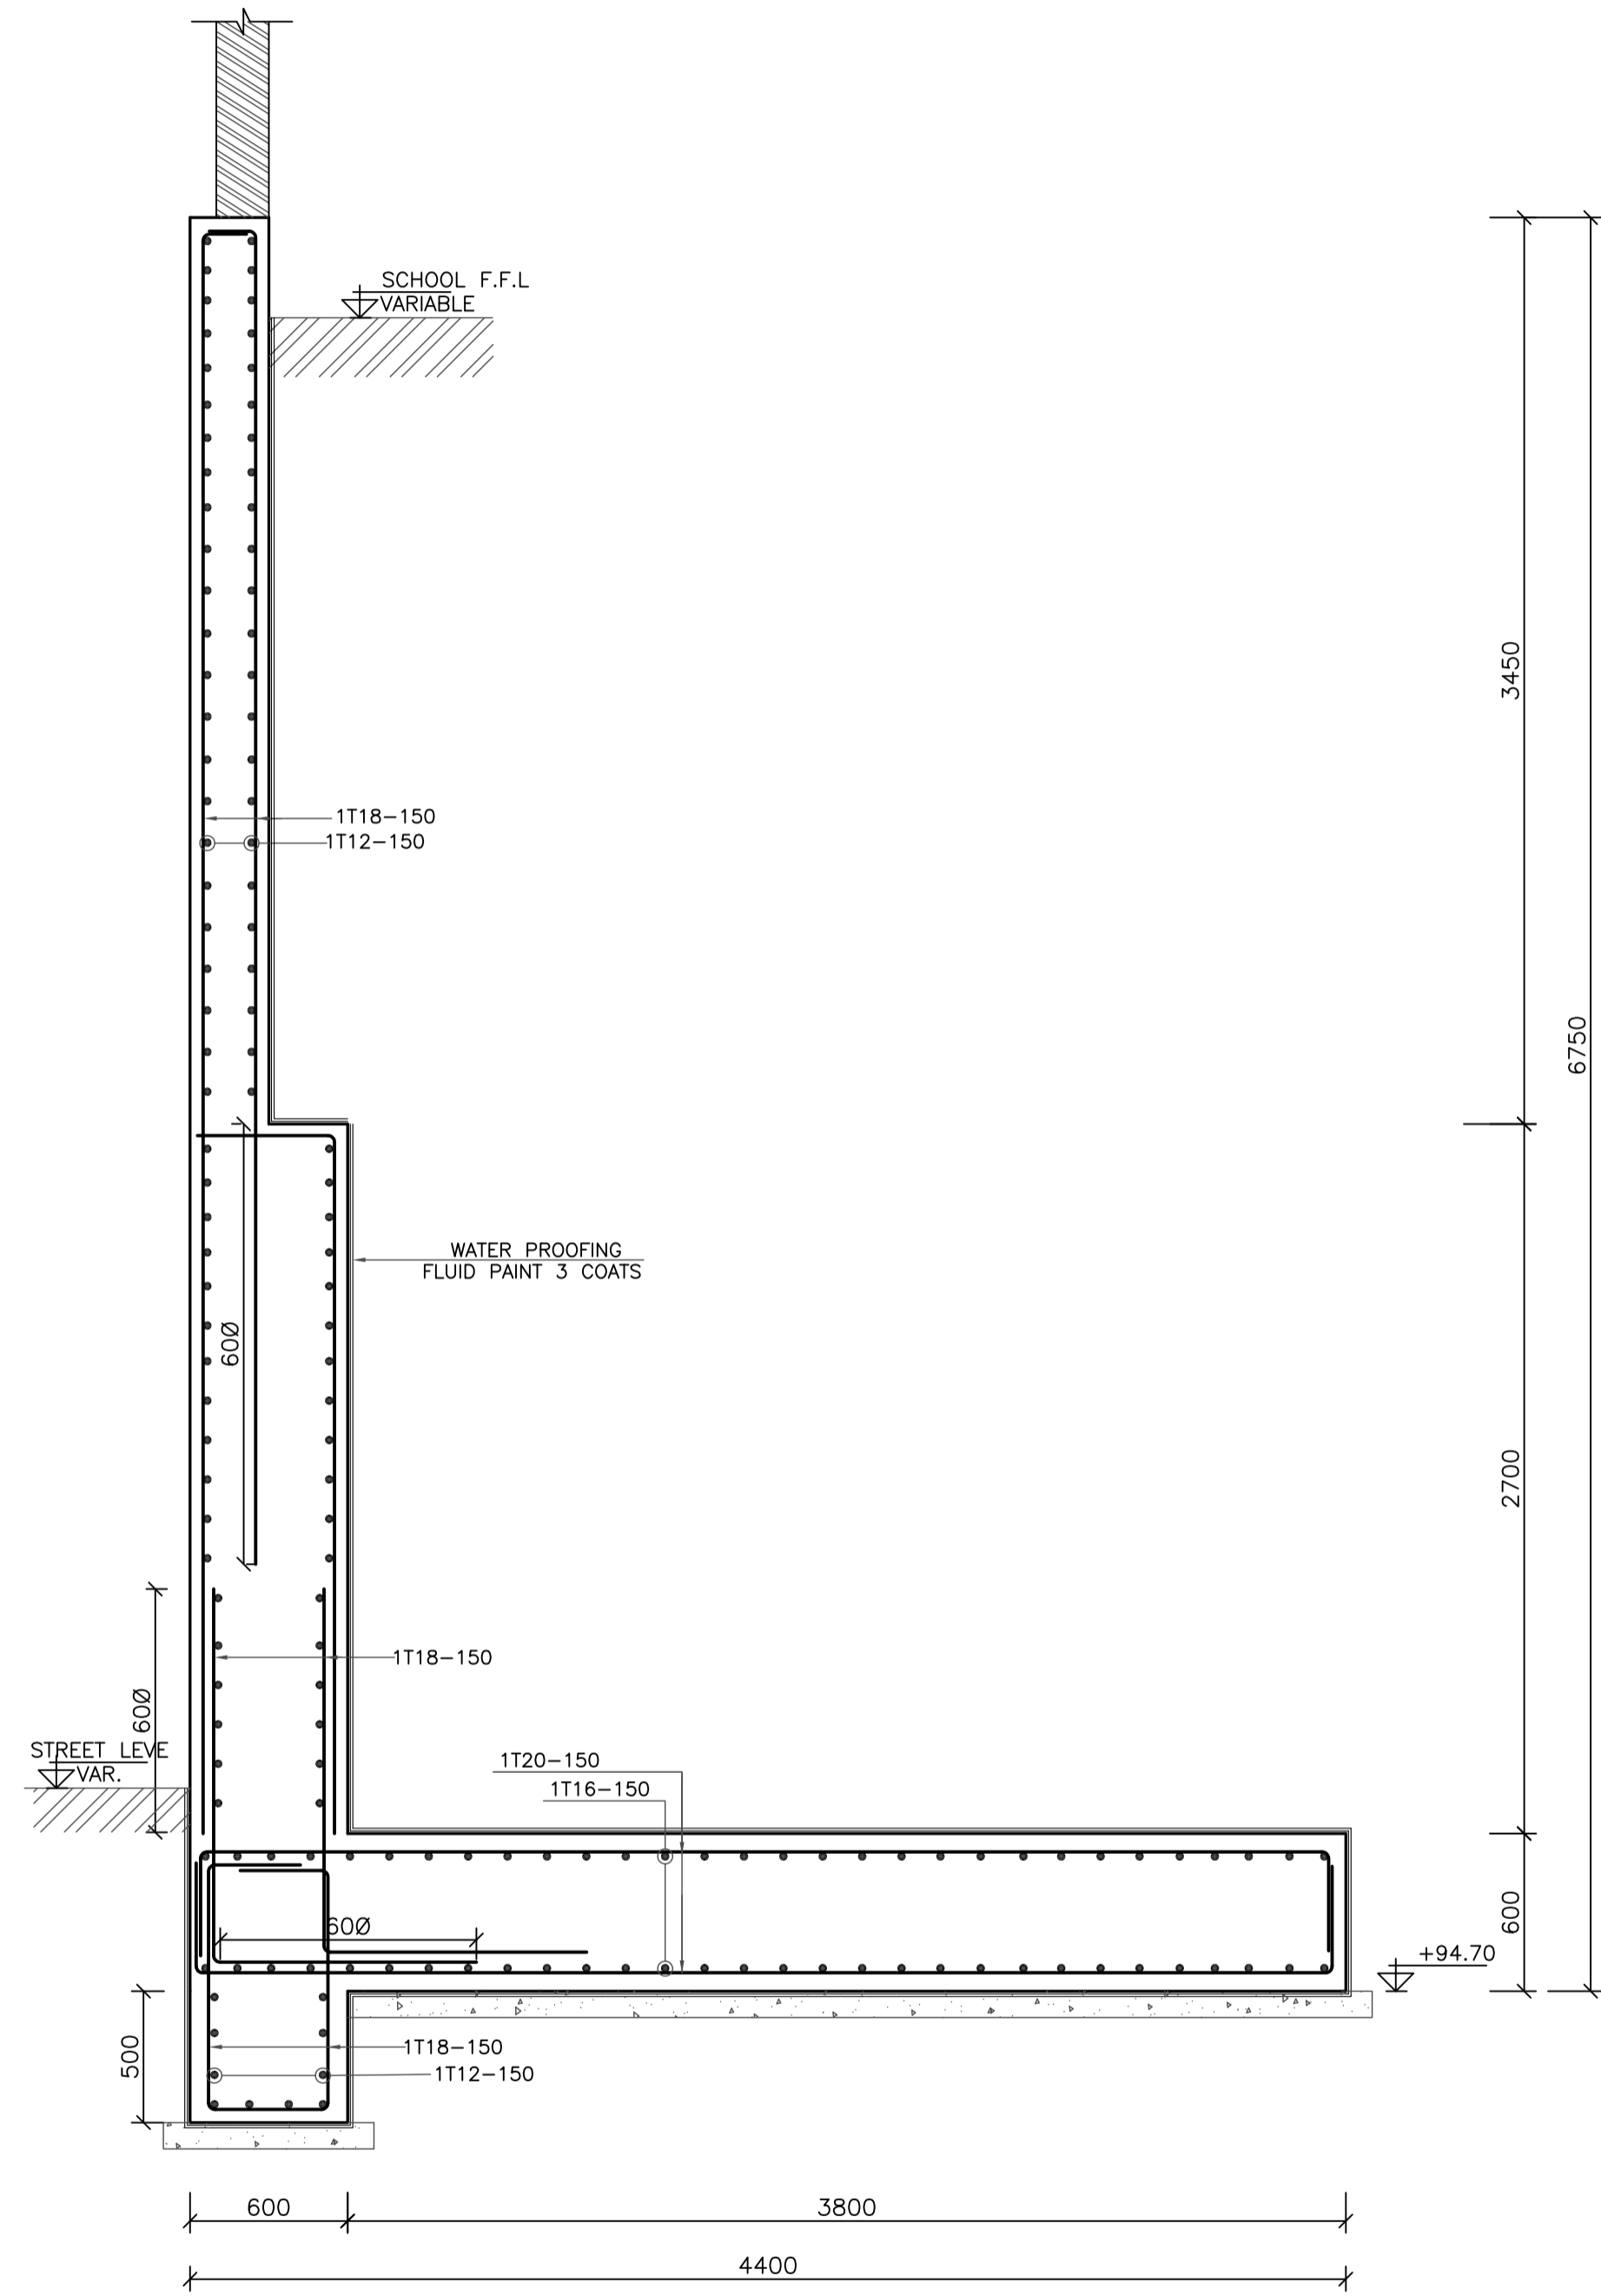 SCHOOL F.F.L
VARIABLE
3450
6750
1T18-150
1T12-150
WATER PROOFING
FLUID PAINT 3 COATS
60Ø
2700
1T18-150
60Ø
STREET LEVE
VAR.
1T20-150
1T16-150
60Ø
600
+94.70
500
1T18-150
1T12-150
600
3800
4400